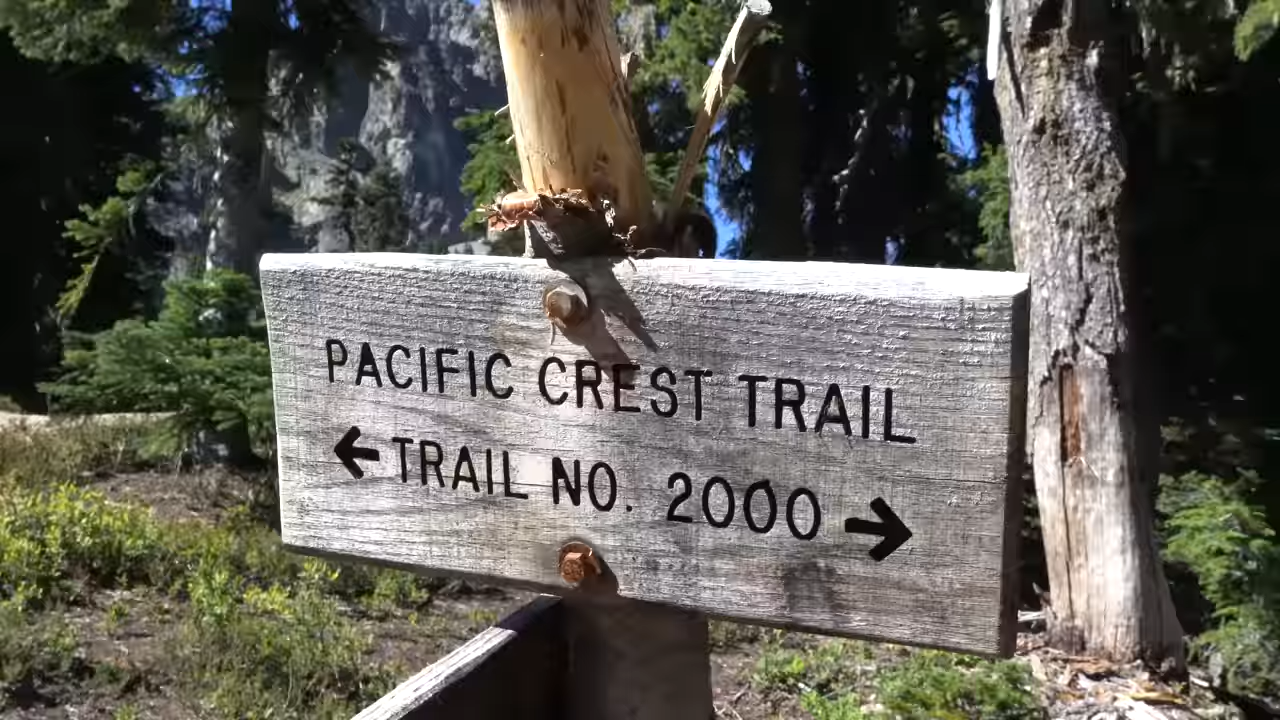 PACIFIC CREST TRAIL
← TRAIL NO. 2000 →